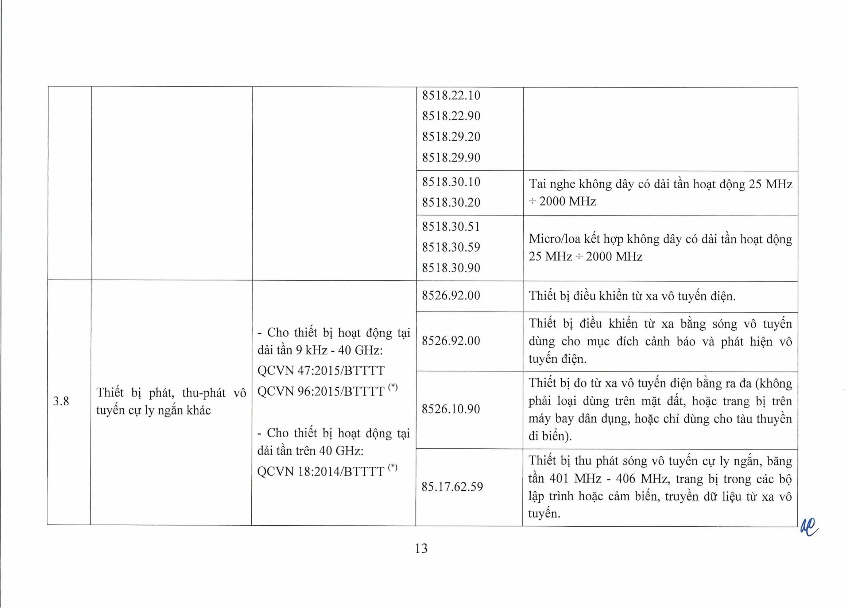 8518.22.10
8518.22.90
8518.29.20
8518.29.90
8518.30.10
8518.30.20
Tai nghe không dây có dải tần hoạt động 25 MHz
÷ 2000 MHz
8518.30.51
8518.30.59
8518.30.90
Micro/loa kết hợp không dây có dải tần hoạt động
25 MHz ÷ 2000 MHz
3.8
Thiết bị phát, thu-phát vô
tuyến cự ly ngắn khác
- Cho thiết bị hoạt động tại
dải tần 9 kHz - 40 GHz:
QCVN 47:2015/BTTTT
QCVN 96:2015/BTTTT (*)
- Cho thiết bị hoạt động tại
dải tần trên 40 GHz:
QCVN 18:2014/BTTTT (*)
8526.92.00
Thiết bị điều khiển từ xa vô tuyến điện.
8526.92.00
Thiết bị điều khiển từ xa bằng sóng vô tuyến
dùng cho mục đích cảnh báo và phát hiện vô
tuyến điện.
8526.10.90
Thiết bị đo từ xa vô tuyến điện bằng ra đa (không
phải loại dùng trên mặt đất, hoặc trang bị trên
máy bay dân dụng, hoặc chỉ dùng cho tàu thuyền
đi biển).
85.17.62.59
Thiết bị thu phát sóng vô tuyến cự ly ngắn, băng
tần 401 MHz - 406 MHz, trang bị trong các bộ
lập trình hoặc cảm biến, truyền dữ liệu từ xa vô
tuyến.
13